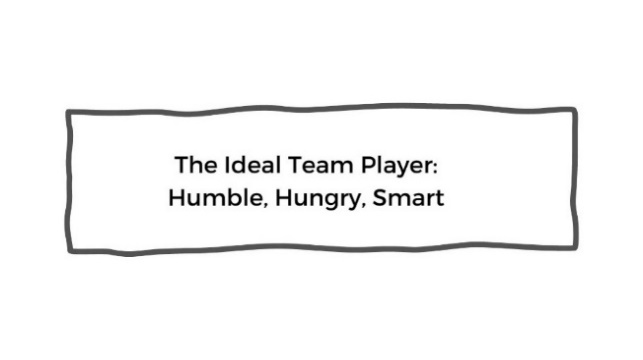 The Ideal Team Player:
Humble, Hungry, Smart